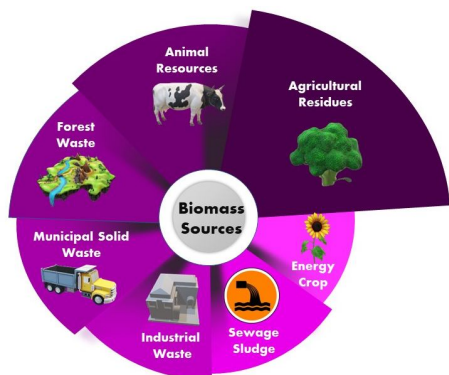 Animal
Resources
Agricultural
Residues
Forest
Waste
Biomass
Sources
Municipal Solid
Waste
Energy
Crop
Industrial
Waste
Sewage
Sludge